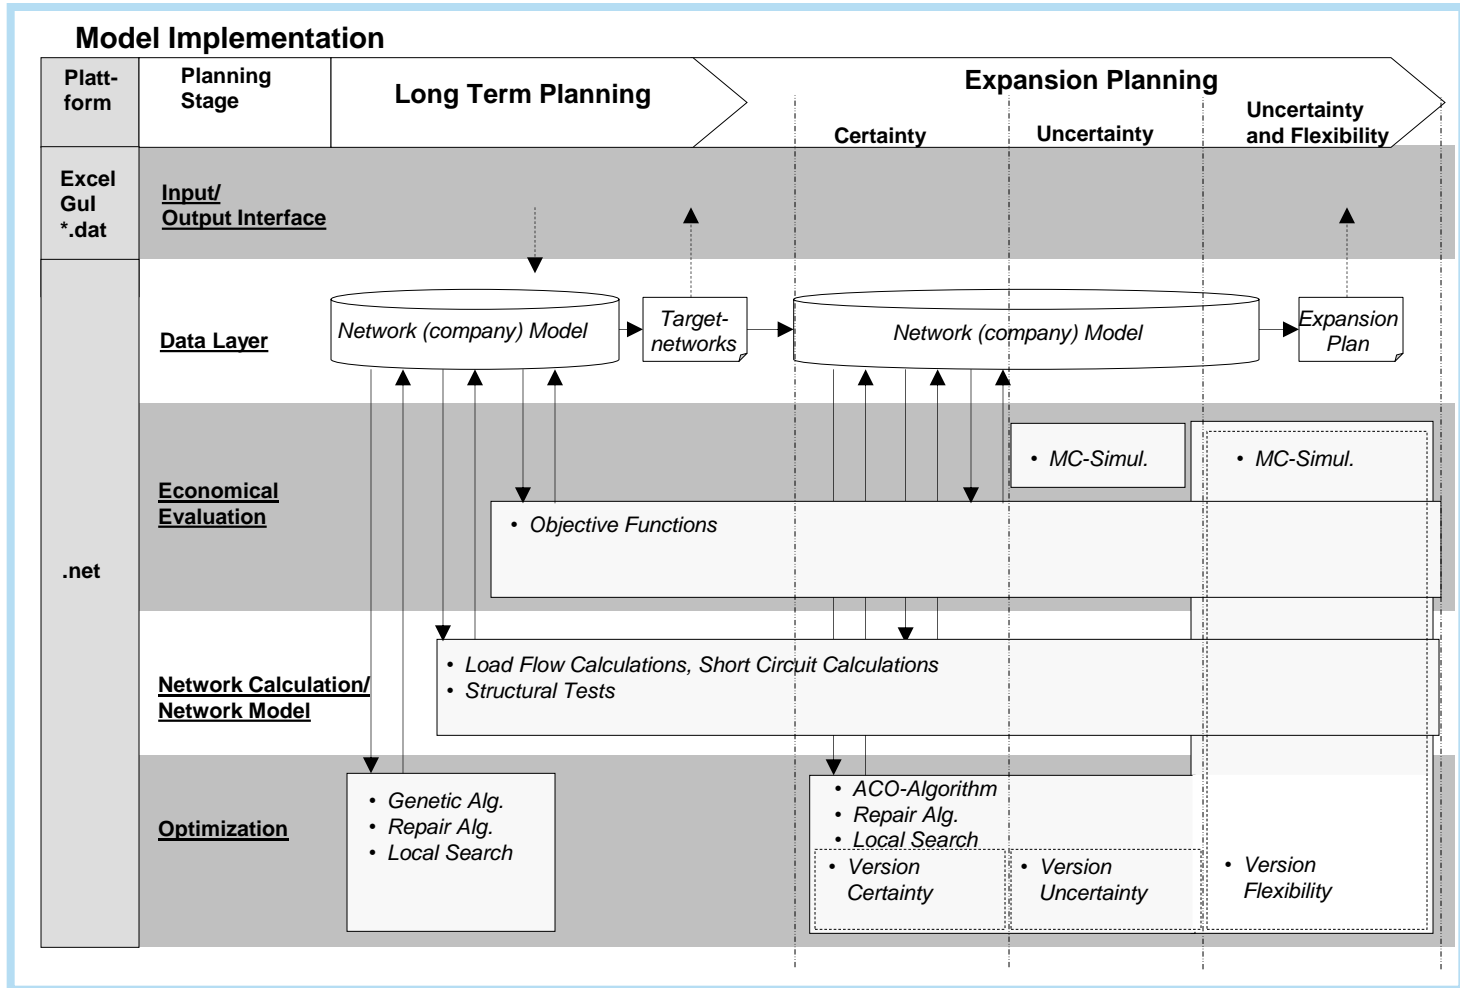 Model Implementation
Platt-
form
Planning
Stage
Long Term Planning
Expansion Planning
Certainty
Uncertainty
Uncertainty
and Flexibility
Excel
GuI
*.dat
Input/
Output Interface
.net
Data Layer
Network (company) Model
Target-
networks
Network (company) Model
Expansion
Plan
Economical
Evaluation
• MC-Simul.
• MC-Simul.
• Objective Functions
Network Calculation/
Network Model
• Load Flow Calculations, Short Circuit Calculations
• Structural Tests
Optimization
• Genetic Alg.
• Repair Alg.
• Local Search
• ACO-Algorithm
• Repair Alg.
• Local Search
• Version
Certainty
• Version
Uncertainty
• Version
Flexibility